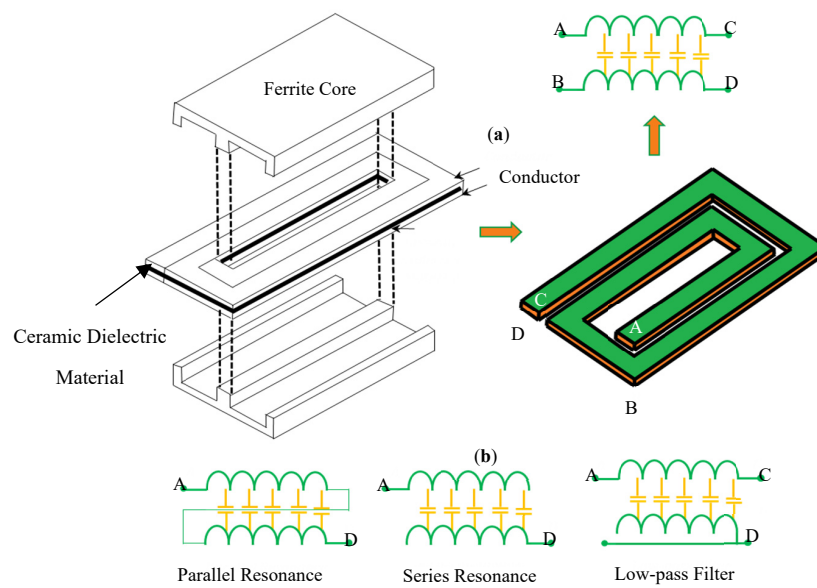 A
C
Ferrite Core
B
D
(a)
Conductor
C
A
D
Ceramic Dielectric
Material
B
(b)
A
A
A
C
D
D
D
Parallel Resonance
Series Resonance
Low-pass Filter